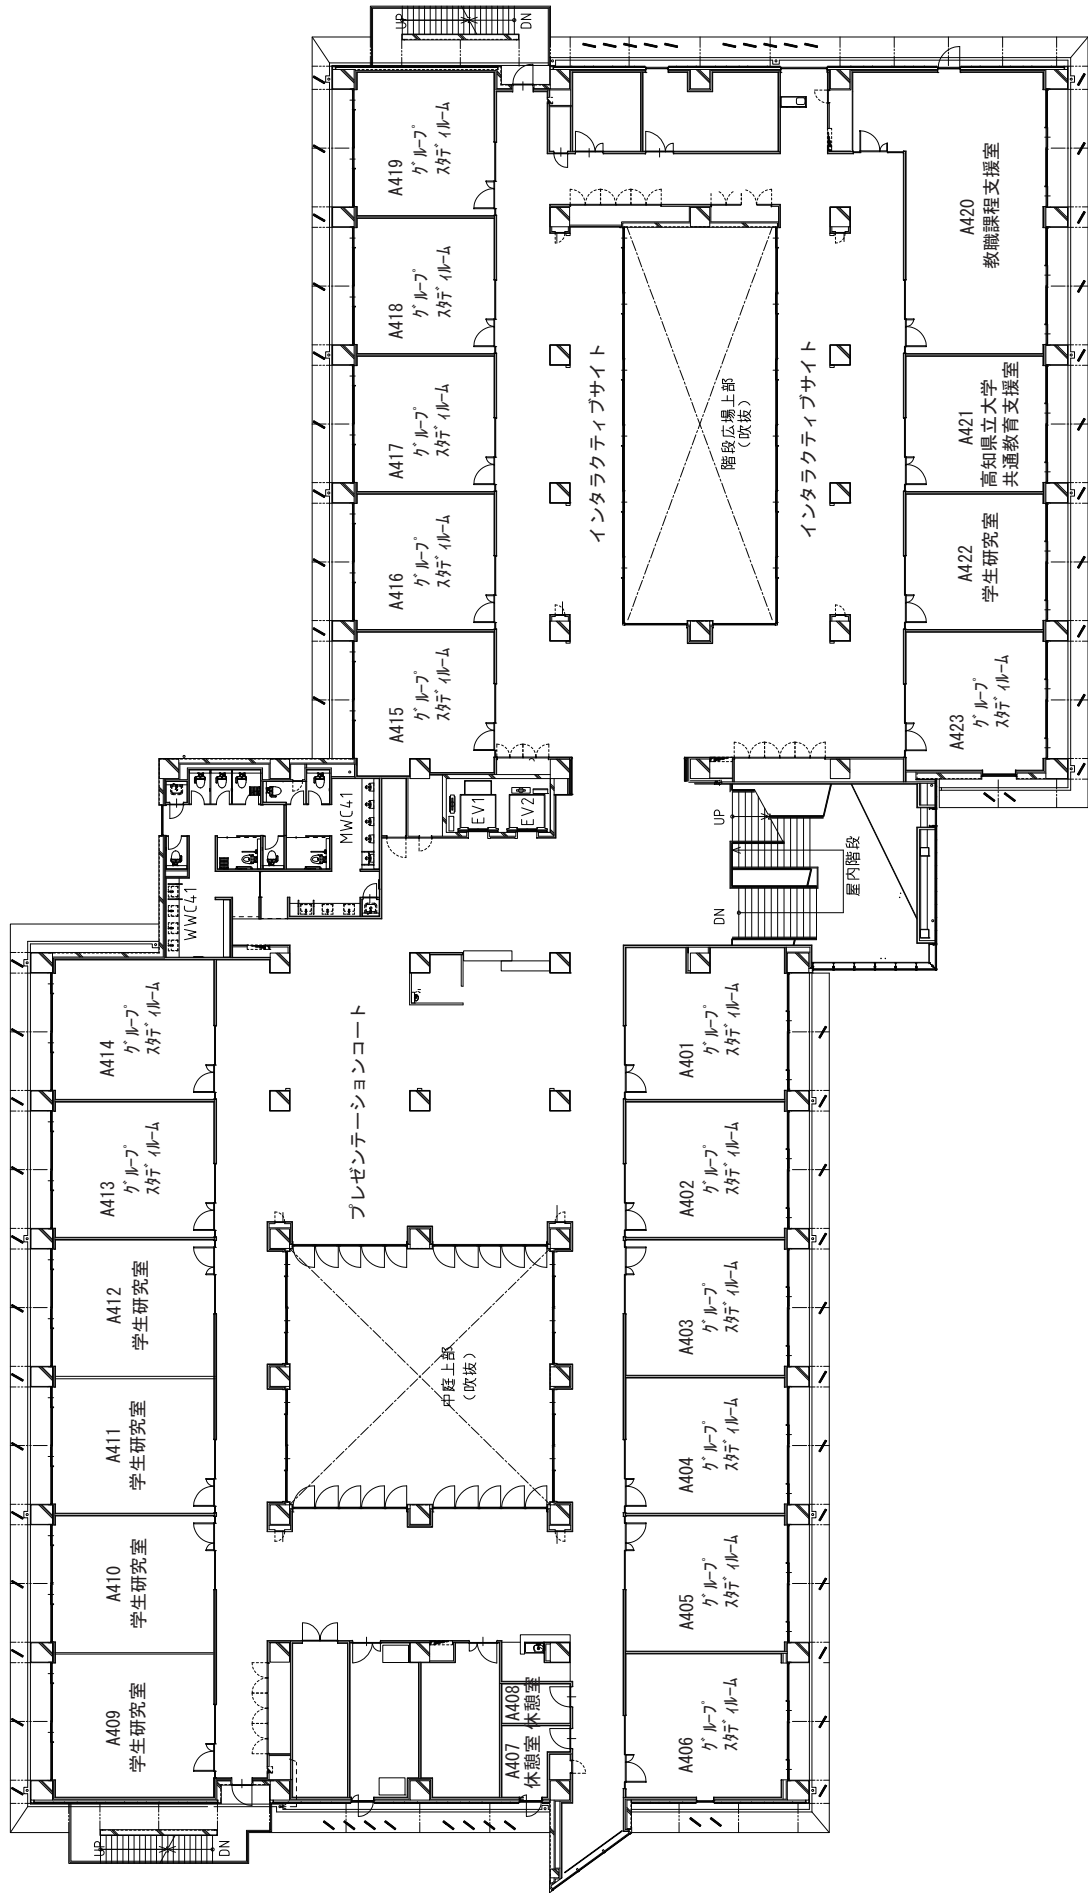 UP
DN
A419
グループ
スタディルーム
A418
グループ
スタディルーム
A417
グループ
スタディルーム
A416
グループ
スタディルーム
A415
グループ
スタディルーム
インタラクティブサイト
階段広場上部
（吹抜）
インタラクティブサイト
A420
教職課程支援室
A421
高知県立大学
共通教育支援室
A422
学生研究室
A423
グループ
スタディルーム
EV1
EV2
MWC41
WWC41
UP
DN
屋内階段
A414
グループ
スタディルーム
A413
グループ
スタディルーム
A412
学生研究室
A411
学生研究室
A410
学生研究室
A409
学生研究室
プレゼンテーションコート
中庭上部
（吹抜）
A401
グループ
スタディルーム
A402
グループ
スタディルーム
A403
グループ
スタディルーム
A404
グループ
スタディルーム
A405
グループ
スタディルーム
A406
グループ
スタディルーム
A408
休憩室
A407
休憩室
UP
DN